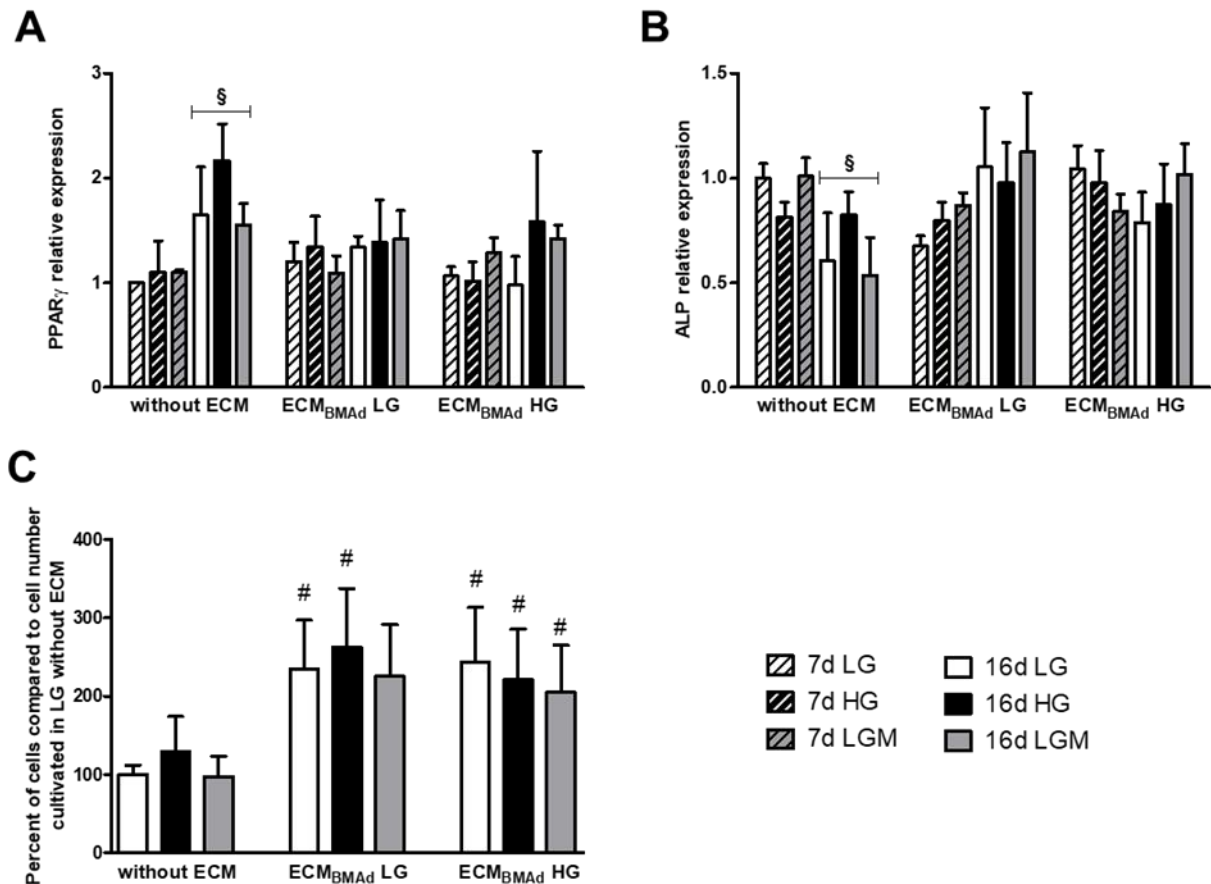 A
PPARγ relative expression
3
2
1
0
§
without ECM
ECMBMAd LG
ECMBMAd HG
B
ALP relative expression
1.5
1.0
0.5
0.0
§
without ECM
ECMBMAd LG
ECMBMAd HG
C
Percent of cells compared to cell number
cultivated in LG without ECM
400
300
200
100
0
# # # # #
without ECM
ECMBMAd LG
ECMBMAd HG
7d LG
7d HG
7d LGM
16d LG
16d HG
16d LGM